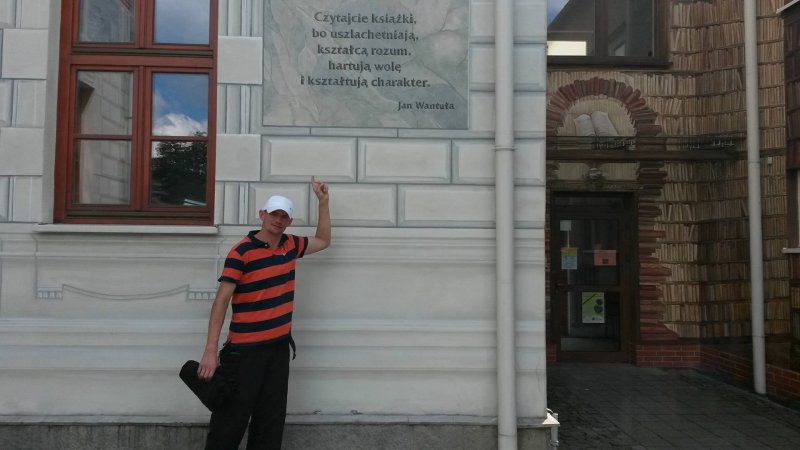 Czytajcie książki,
bo uszlachetniają,
kształcą rozum,
hartują wolę
i kształtują charakter.
Jan Wantuła